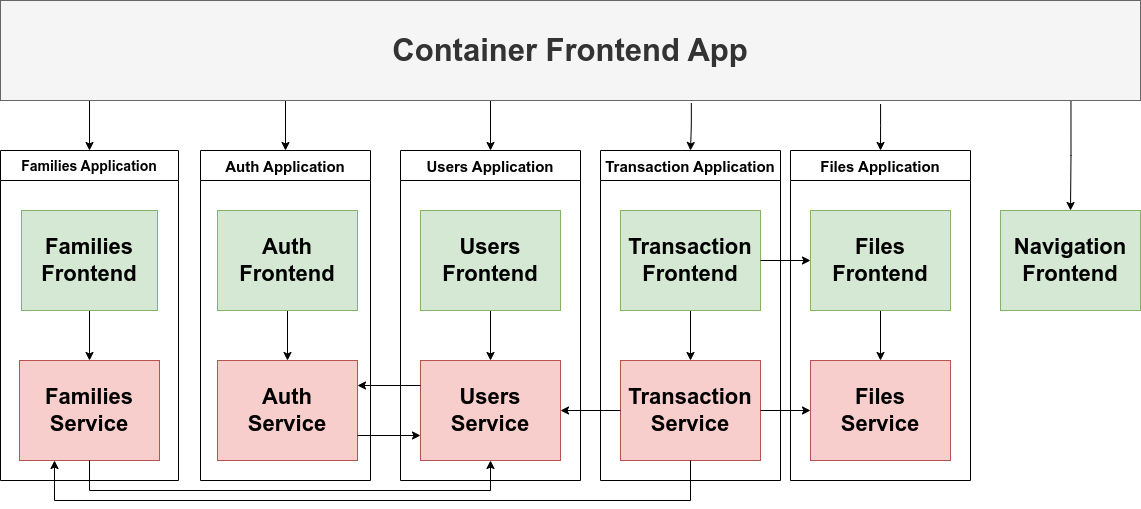 Container Frontend App
Families Application
Auth Application
Users Application
Transaction Application
Files Application
Families
Frontend
Auth
Frontend
Users
Frontend
Transaction
Frontend
Files
Frontend
Navigation
Frontend
Families
Service
Auth
Service
Users
Service
Transaction
Service
Files
Service